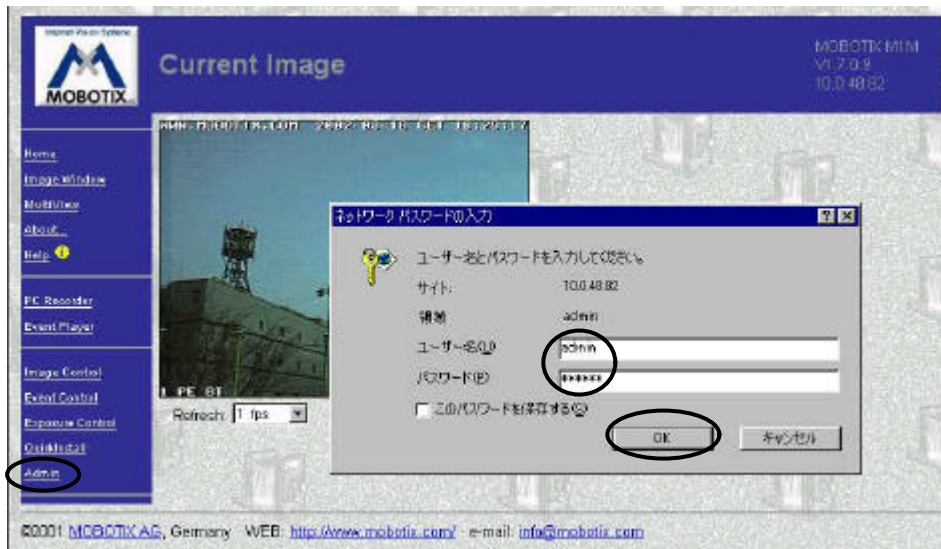 Internet Vision Systems
MOBOTIX
Current Image
MOBOTIX M1M
V1.7.0.9
10.0.48.82
WWW.MOBOTIX.COM
Home
Image Window
MultiView
About...
Help
PC Recorder
Event Player
Image Control
Event Control
Exposure Control
QuickInstall
Admin
Refresh: 1 fps
ネットワーク パスワードの入力
ユーザー名とパスワードを入力してください。
サイト: 10.0.48.82
領域 admin
ユーザー名(U) admin
パスワード(P) ******
このパスワードを保存する(S)
OK キャンセル
©2001 MOBOTIX AG, Germany · WEB: http://www.mobotix.com/ · e-mail: info@mobotix.com